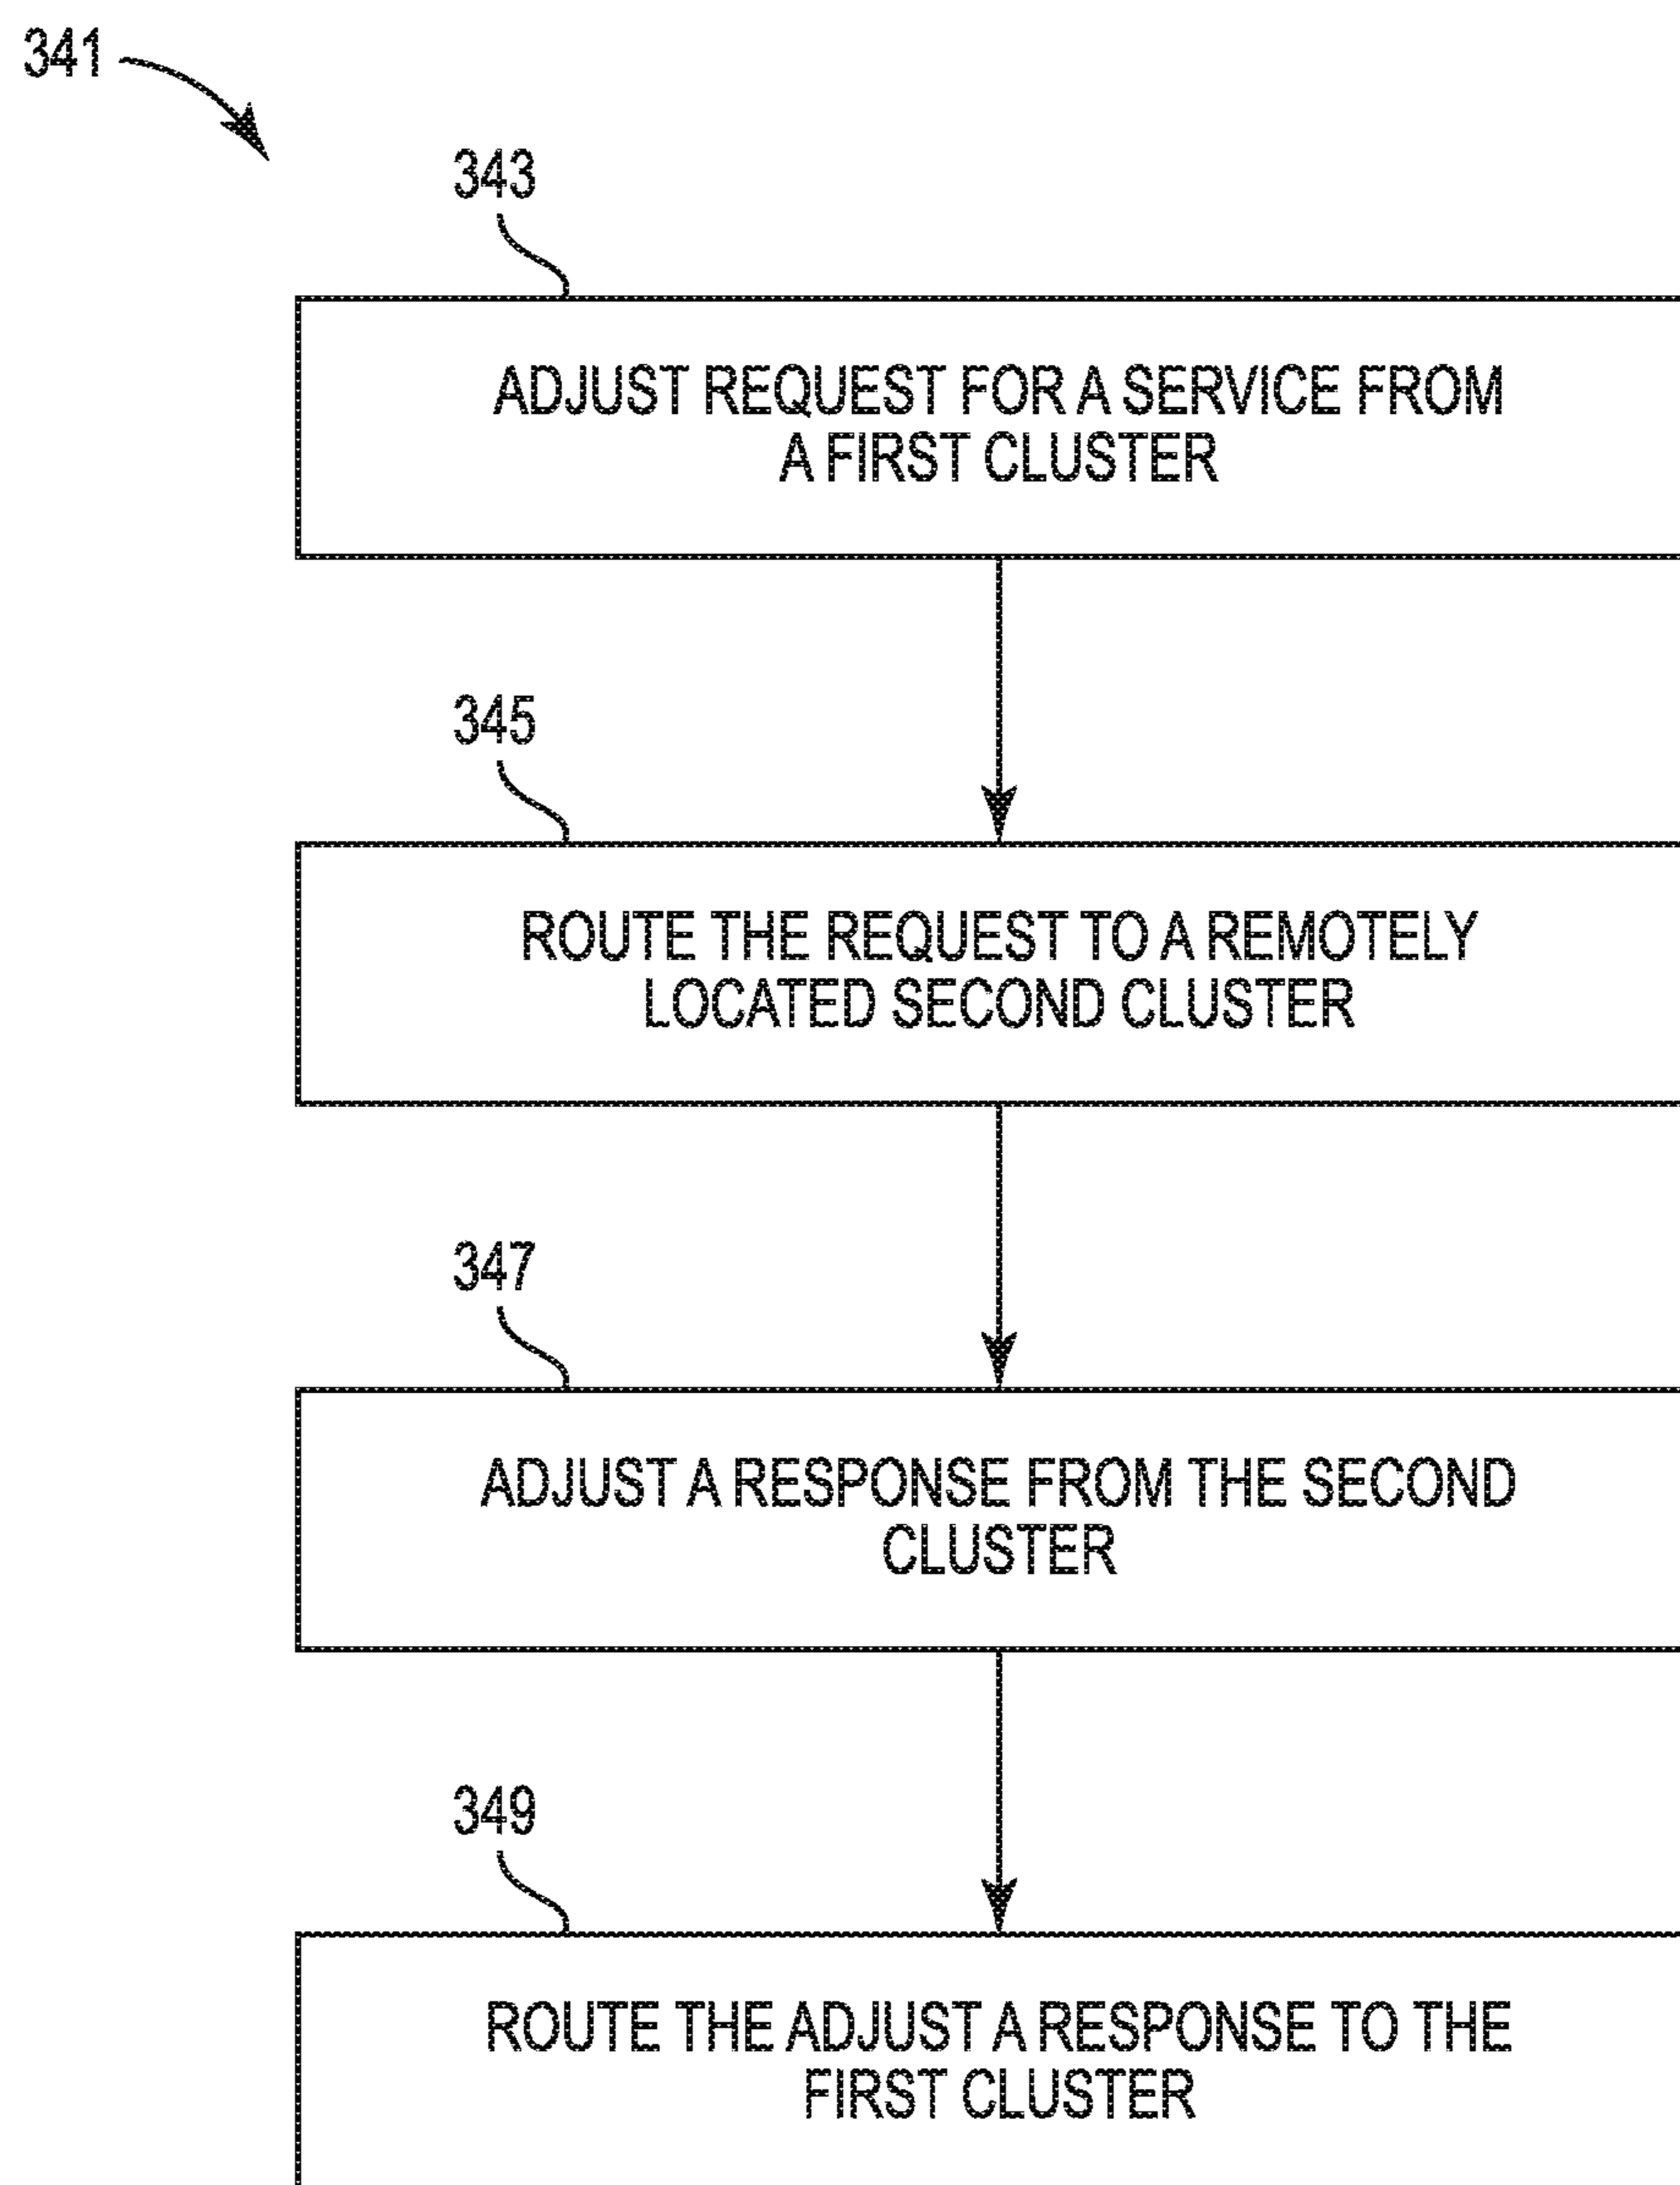 341
343
ADJUST REQUEST FOR A SERVICE FROM
A FIRST CLUSTER
345
ROUTE THE REQUEST TO A REMOTELY
LOCATED SECOND CLUSTER
347
ADJUST A RESPONSE FROM THE SECOND
CLUSTER
349
ROUTE THE ADJUST A RESPONSE TO THE
FIRST CLUSTER